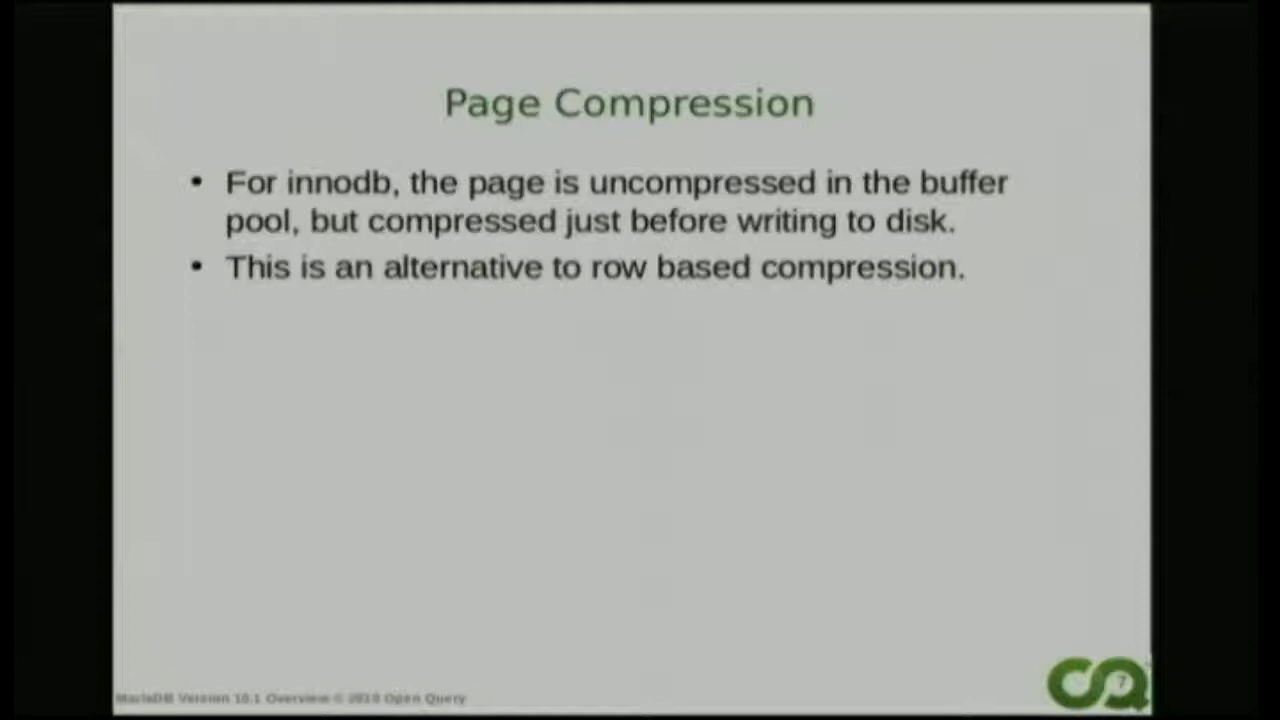 Page Compression
• For innodb, the page is uncompressed in the buffer
pool, but compressed just before writing to disk.
• This is an alternative to row based compression.
MariaDB Version 10.1 Overview © Open Query
7